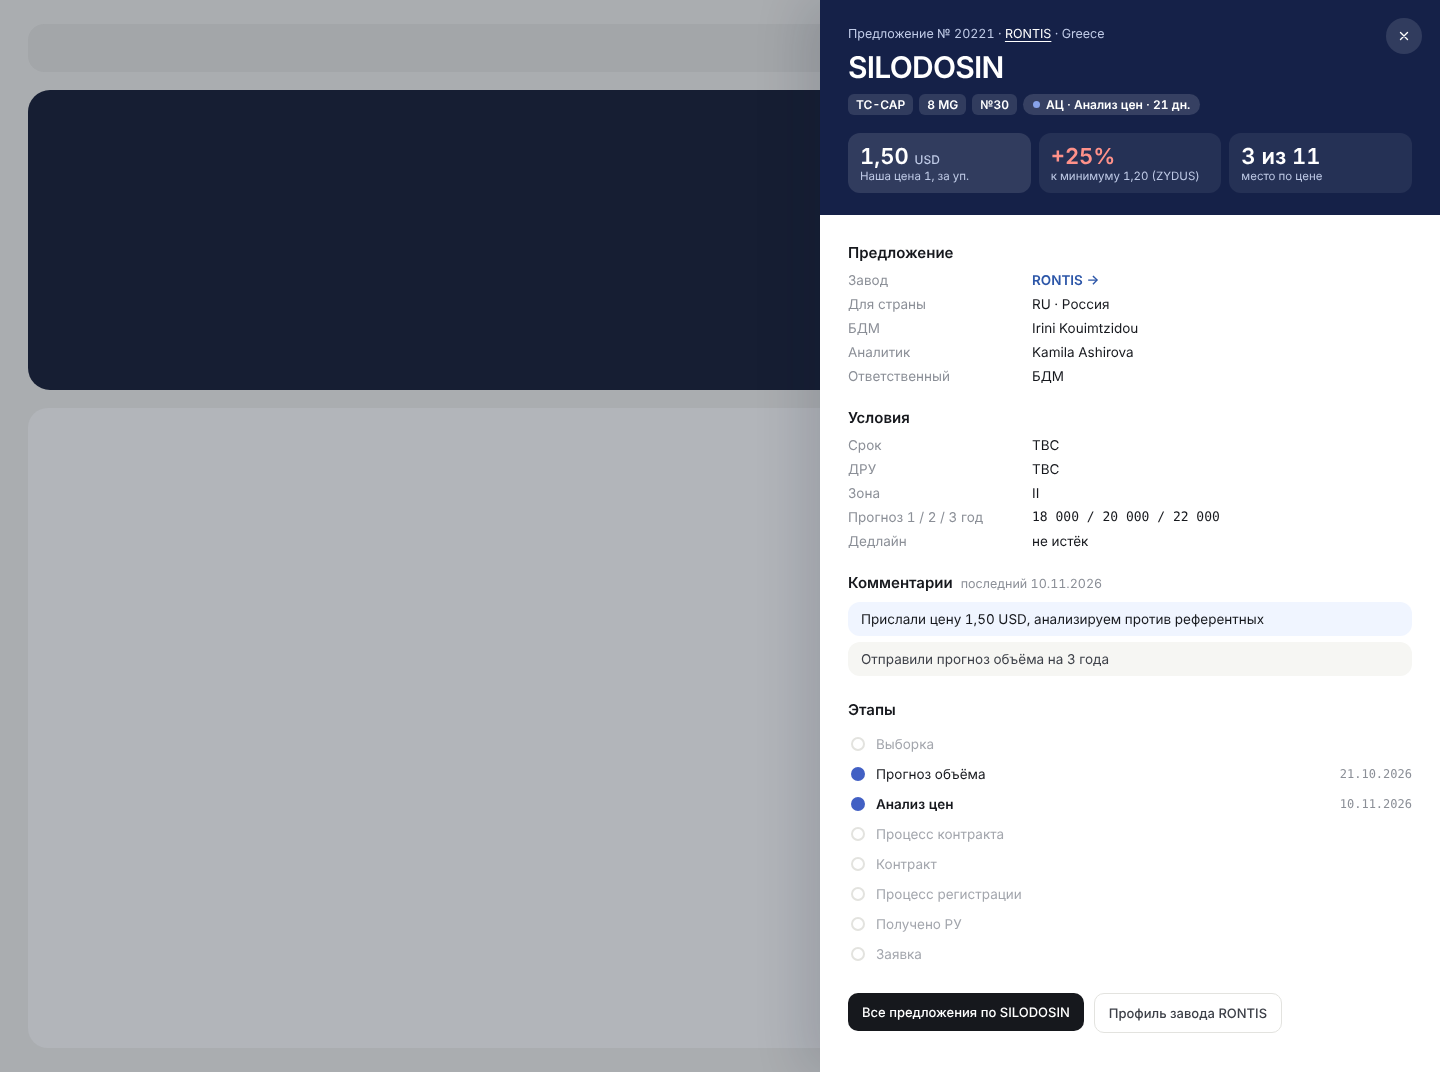 Предложение № 20221 · RONTIS · Greece
SILODOSIN
TC-CAP 8 MG №30 АЦ · Анализ цен · 21 дн.
1,50 USD
Наша цена 1, за уп.
+25%
к минимуму 1,20 (ZYDUS)
3 из 11
место по цене
Предложение
Завод RONTIS →
Для страны RU · Россия
БДМ Irini Kouimtzidou
Аналитик Kamila Ashirova
Ответственный БДМ
Условия
Срок TBC
ДРУ TBC
Зона II
Прогноз 1 / 2 / 3 год 18 000 / 20 000 / 22 000
Дедлайн не истёк
Комментарии последний 10.11.2026
Прислали цену 1,50 USD, анализируем против референтных
Отправили прогноз объёма на 3 года
Этапы
Выборка
Прогноз объёма 21.10.2026
Анализ цен 10.11.2026
Процесс контракта
Контракт
Процесс регистрации
Получено РУ
Заявка
Все предложения по SILODOSIN Профиль завода RONTIS